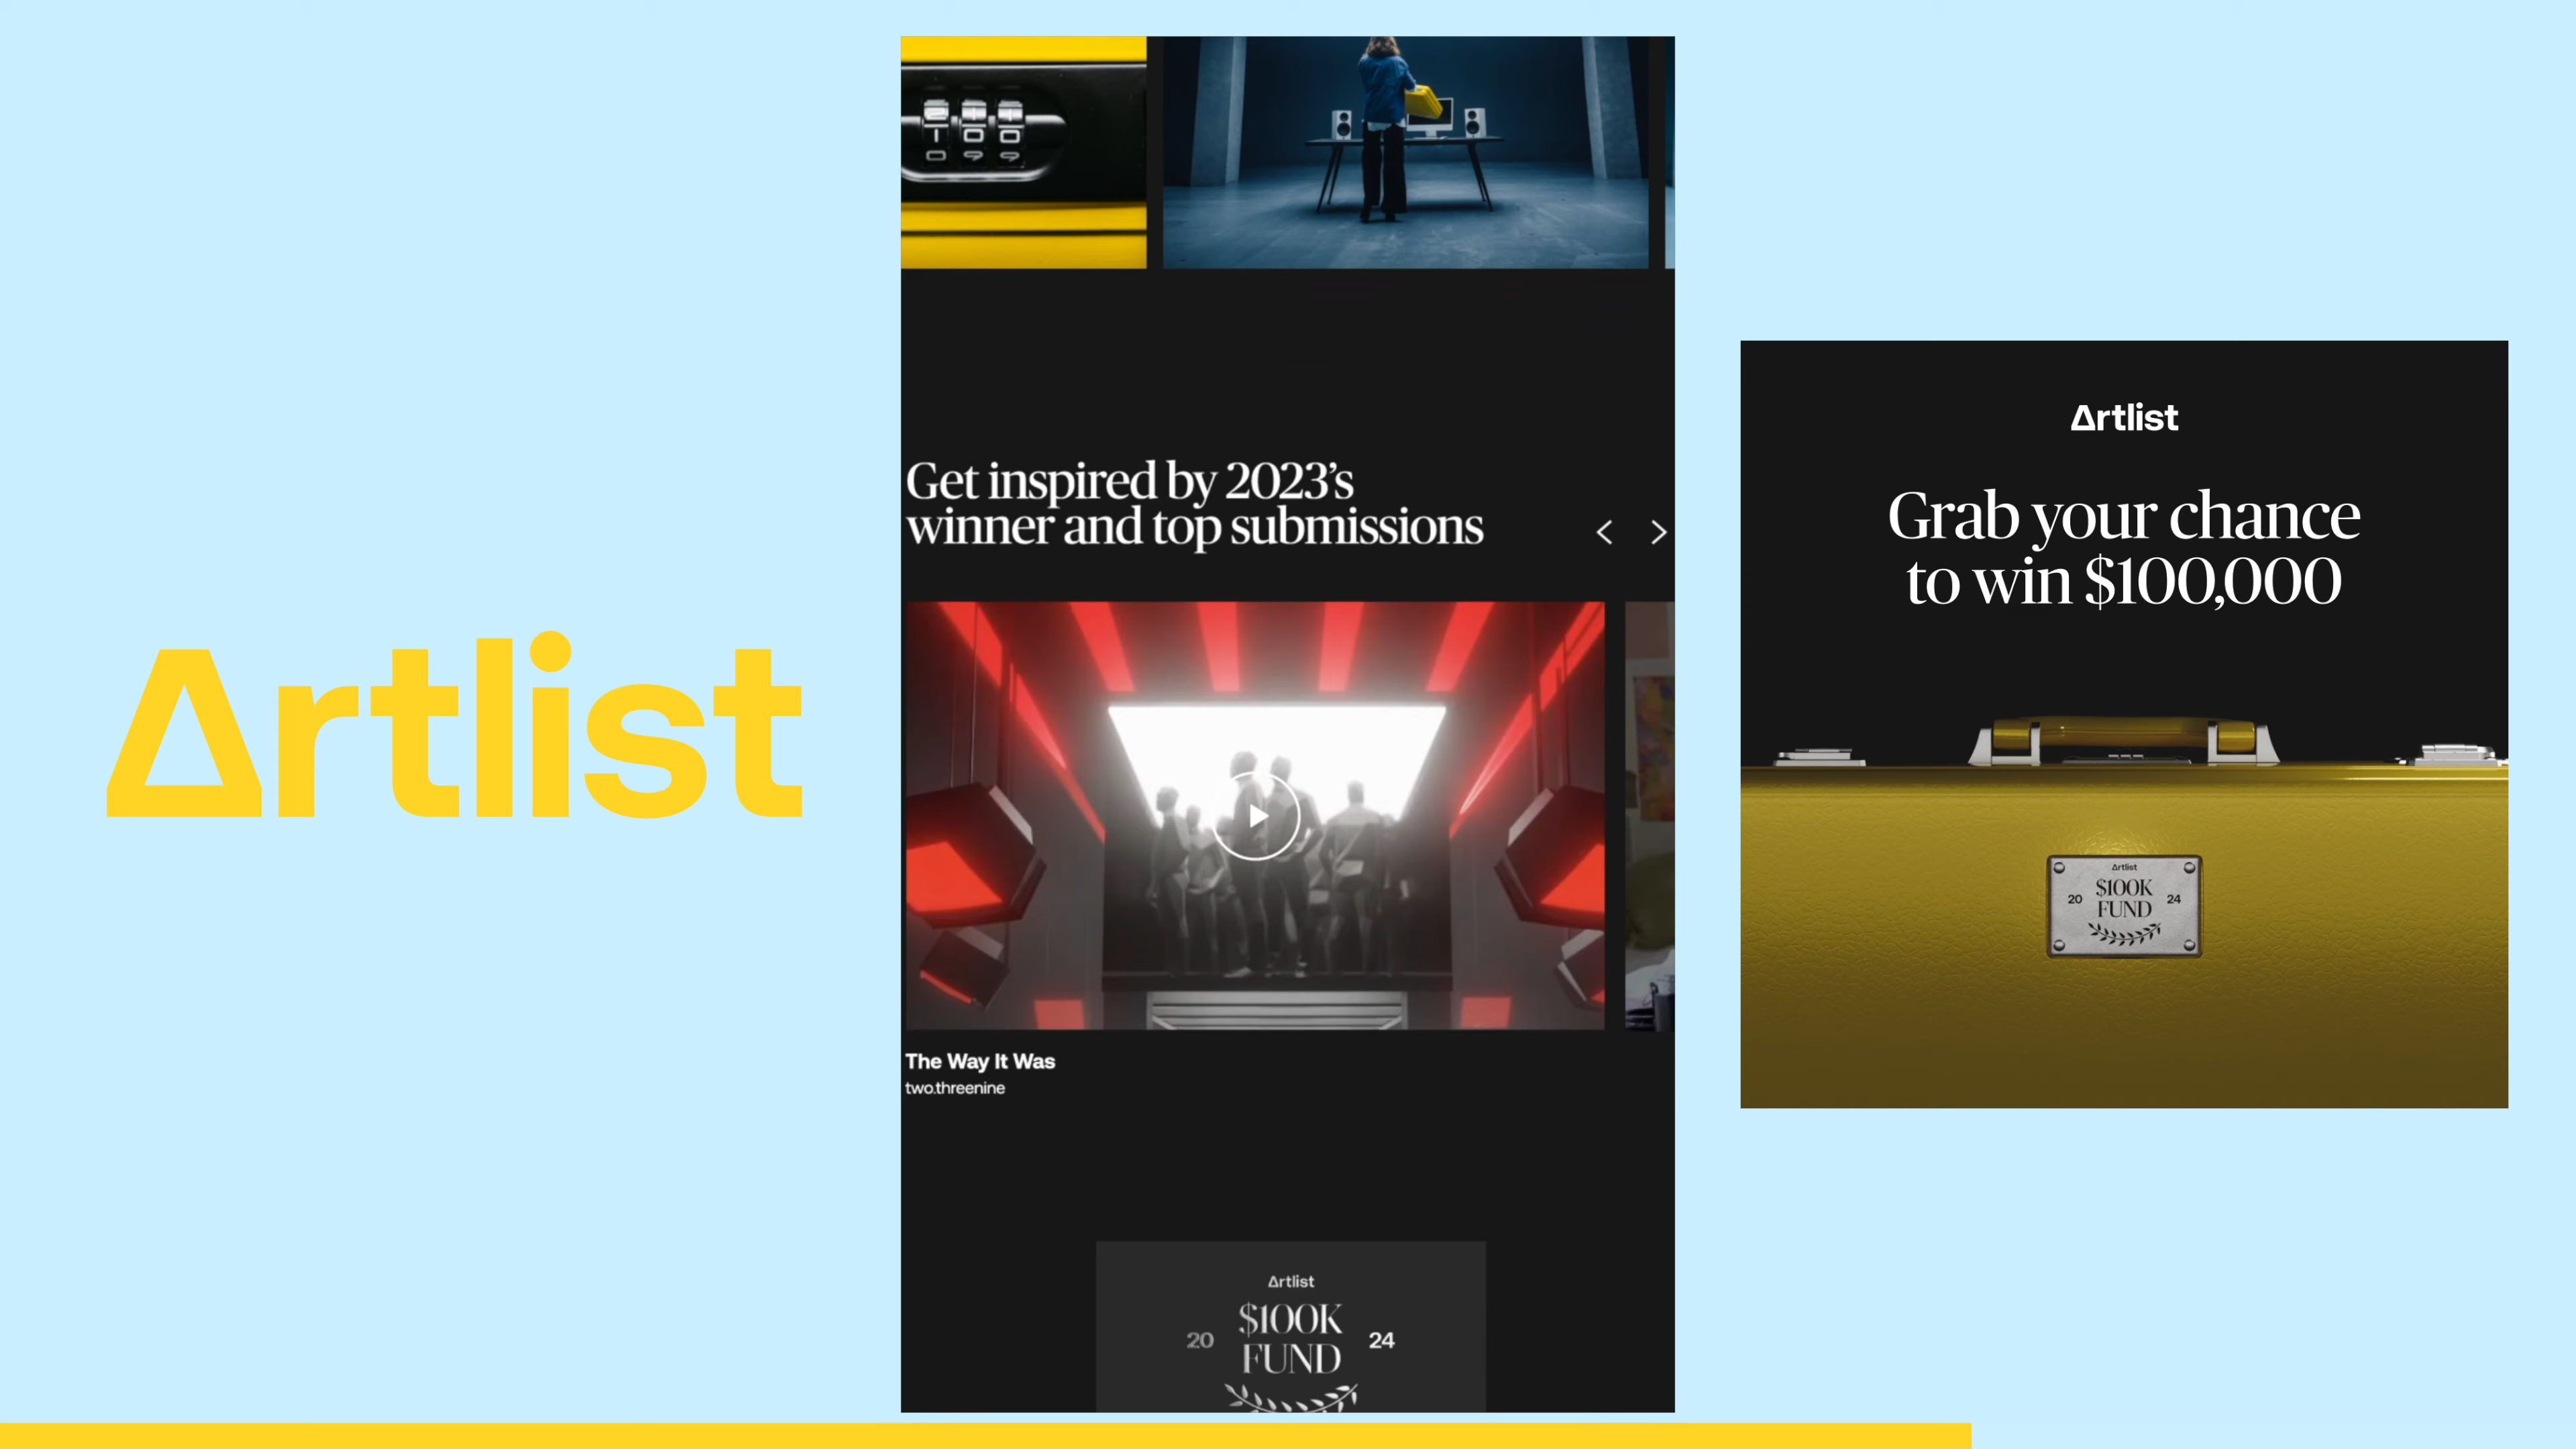 Artlist
Get inspired by 2023’s
winner and top submissions
The Way It Was
two.threenine
Artlist
$100K
20 24
FUND
Artlist
Grab your chance
to win $100,000
Artlist
$100K
20 24
FUND